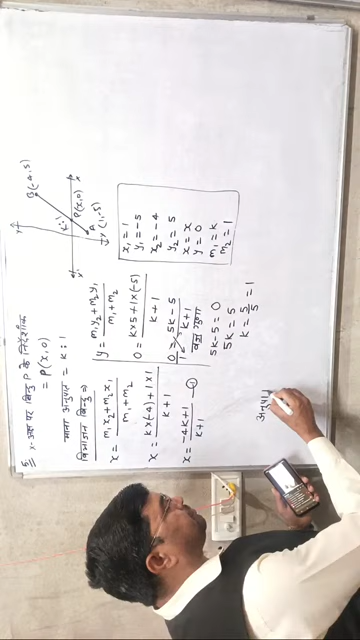 5. x-अक्ष पर बिन्दु P के निर्देशांक
= P(x, 0)
माना अनुपात = k : 1
विभाजन बिन्दु ⇒
x = m₁x₂ + m₂x₁ / m₁ + m₂
x = k×(-4) + 1×1 / k + 1
x = -4k + 1 / k + 1 — ①
y = m₁y₂ + m₂y₁ / m₁ + m₂
0 = k×5 + 1×(-5) / k + 1
0 / 1 = 5k - 5 / k + 1
वज्र गुणा
5k - 5 = 0
5k = 5
k = 5/5 = 1
Y
B(-4, 5)
K
1
P(x, 0)
X'
X
A
(1, -5)
Y'
x₁ = 1
y₁ = -5
x₂ = -4
y₂ = 5
x = x
y = 0
m₁ = k
m₂ = 1
अनुपा